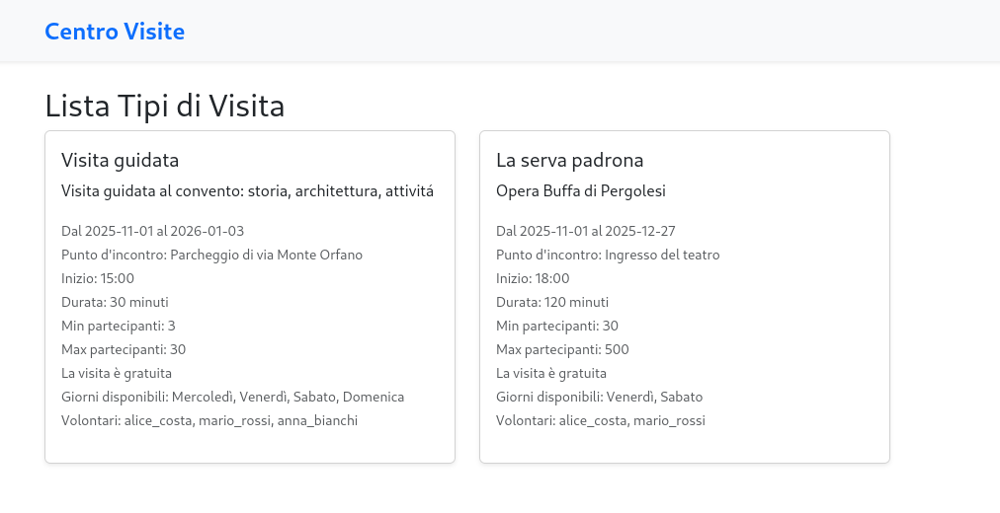 Centro Visite
Lista Tipi di Visita
Visita guidata
Visita guidata al convento: storia, architettura, attivitá
Dal 2025-11-01 al 2026-01-03
Punto d'incontro: Parcheggio di via Monte Orfano
Inizio: 15:00
Durata: 30 minuti
Min partecipanti: 3
Max partecipanti: 30
La visita è gratuita
Giorni disponibili: Mercoledì, Venerdì, Sabato, Domenica
Volontari: alice_costa, mario_rossi, anna_bianchi
La serva padrona
Opera Buffa di Pergolesi
Dal 2025-11-01 al 2025-12-27
Punto d'incontro: Ingresso del teatro
Inizio: 18:00
Durata: 120 minuti
Min partecipanti: 30
Max partecipanti: 500
La visita è gratuita
Giorni disponibili: Venerdì, Sabato
Volontari: alice_costa, mario_rossi